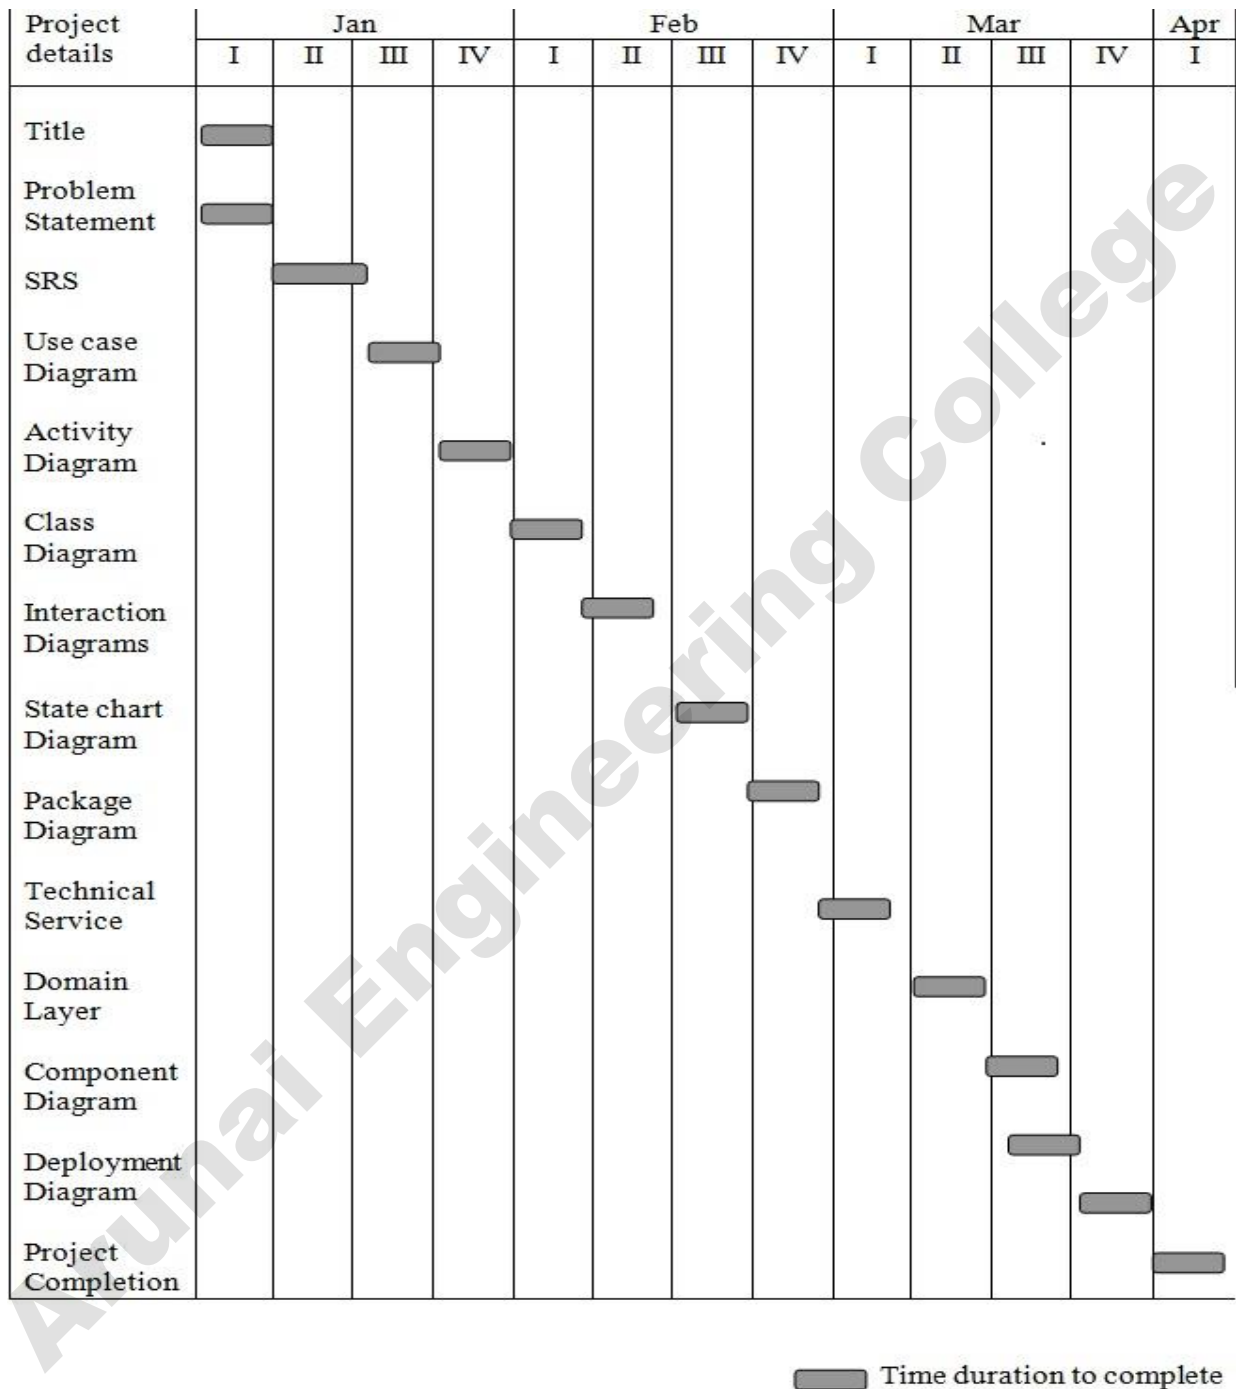 Project
details
Jan
Feb
Mar
Apr
I
II
III
IV
I
II
III
IV
I
II
III
IV
I
Title
Problem
Statement
SRS
Use case
Diagram
Activity
Diagram
Class
Diagram
Interaction
Diagrams
State chart
Diagram
Package
Diagram
Technical
Service
Domain
Layer
Component
Diagram
Deployment
Diagram
Project
Completion
Time duration to complete
Arunai Engineering College